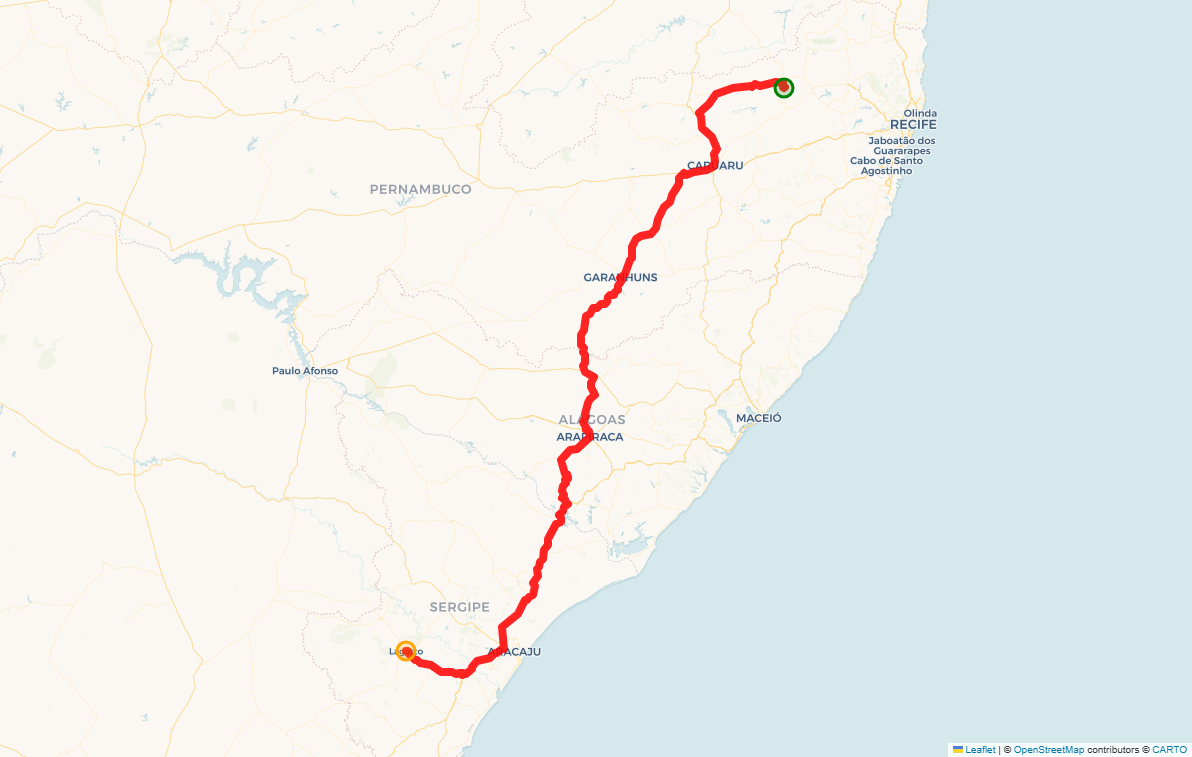 Olinda
RECIFE
Jaboatão dos
Guararapes
Cabo de Santo
Agostinho
CARUARU
PERNAMBUCO
GARANHUNS
Paulo Afonso
ALAGOAS
MACEIÓ
ARAPIRACA
SERGIPE
Lagarto
ARACAJU
Leaflet | © OpenStreetMap contributors © CARTO